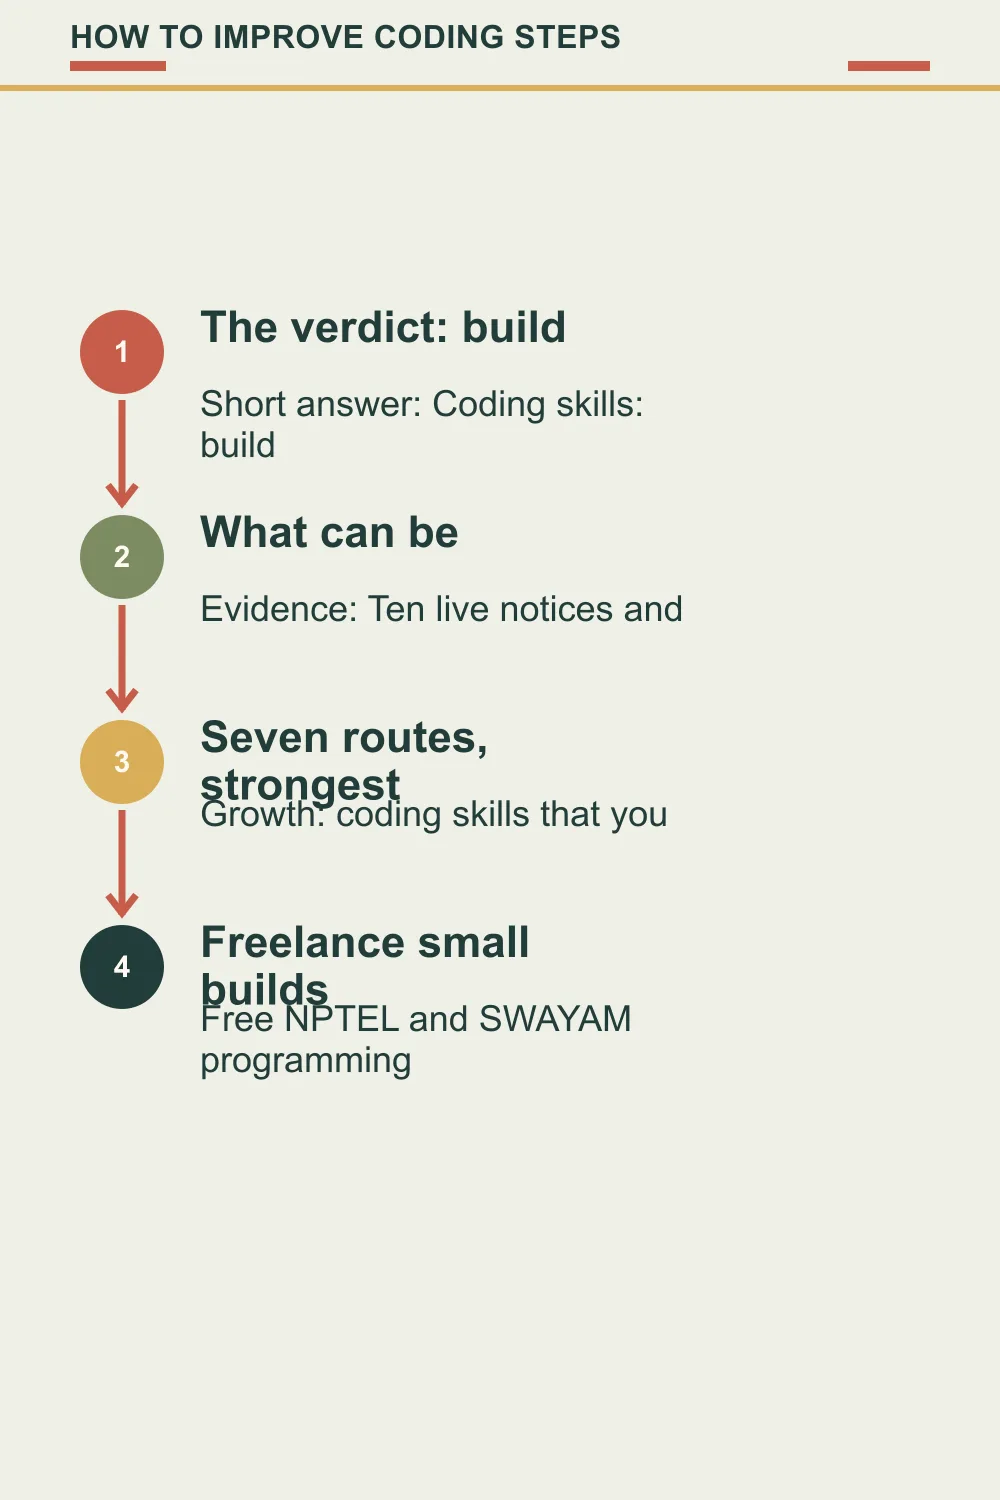 HOW TO IMPROVE CODING STEPS
1
The verdict: build
Short answer: Coding skills:
build
2
What can be
Evidence: Ten live notices and
3
Seven routes,
strongest
Growth: coding skills that you
4
Freelance small
builds
Free NPTEL and SWAYAM
programming